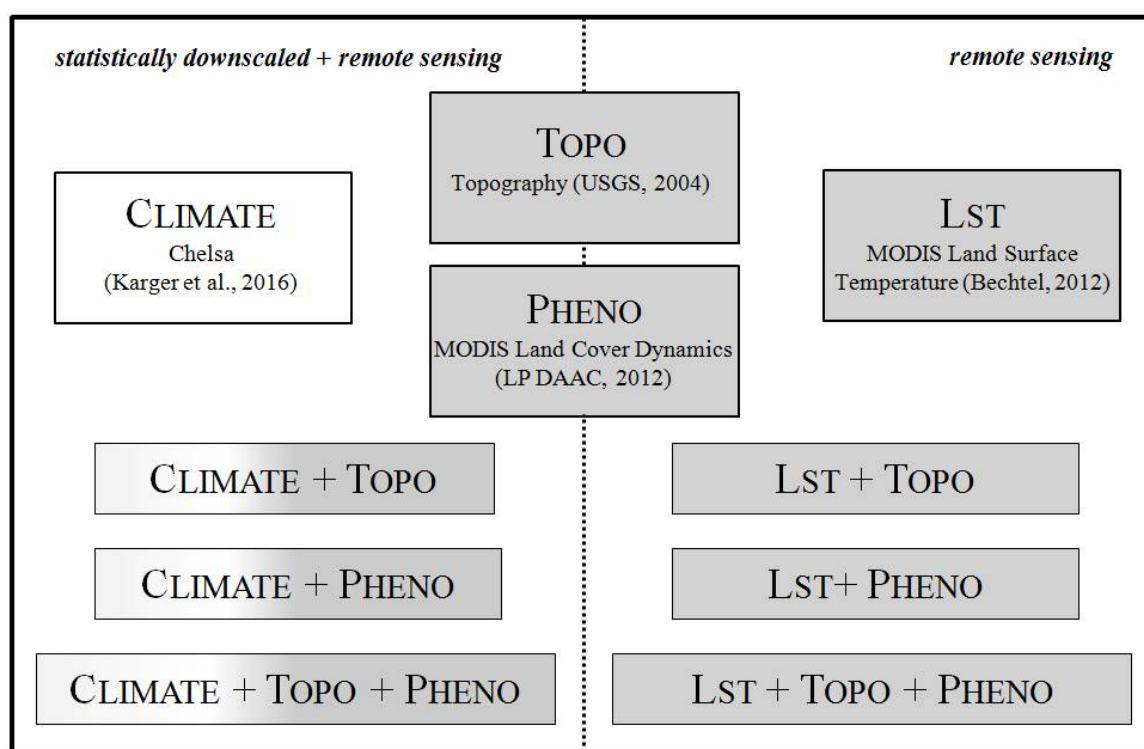 statistically downscaled + remote sensing
remote sensing
TOPO
Topography (USGS, 2004)
CLIMATE
Chelsa
(Karger et al., 2016)
LST
MODIS Land Surface
Temperature (Bechtel, 2012)
PHENO
MODIS Land Cover Dynamics
(LP DAAC, 2012)
CLIMATE + TOPO
LST + TOPO
CLIMATE + PHENO
LST+ PHENO
CLIMATE + TOPO + PHENO
LST + TOPO + PHENO